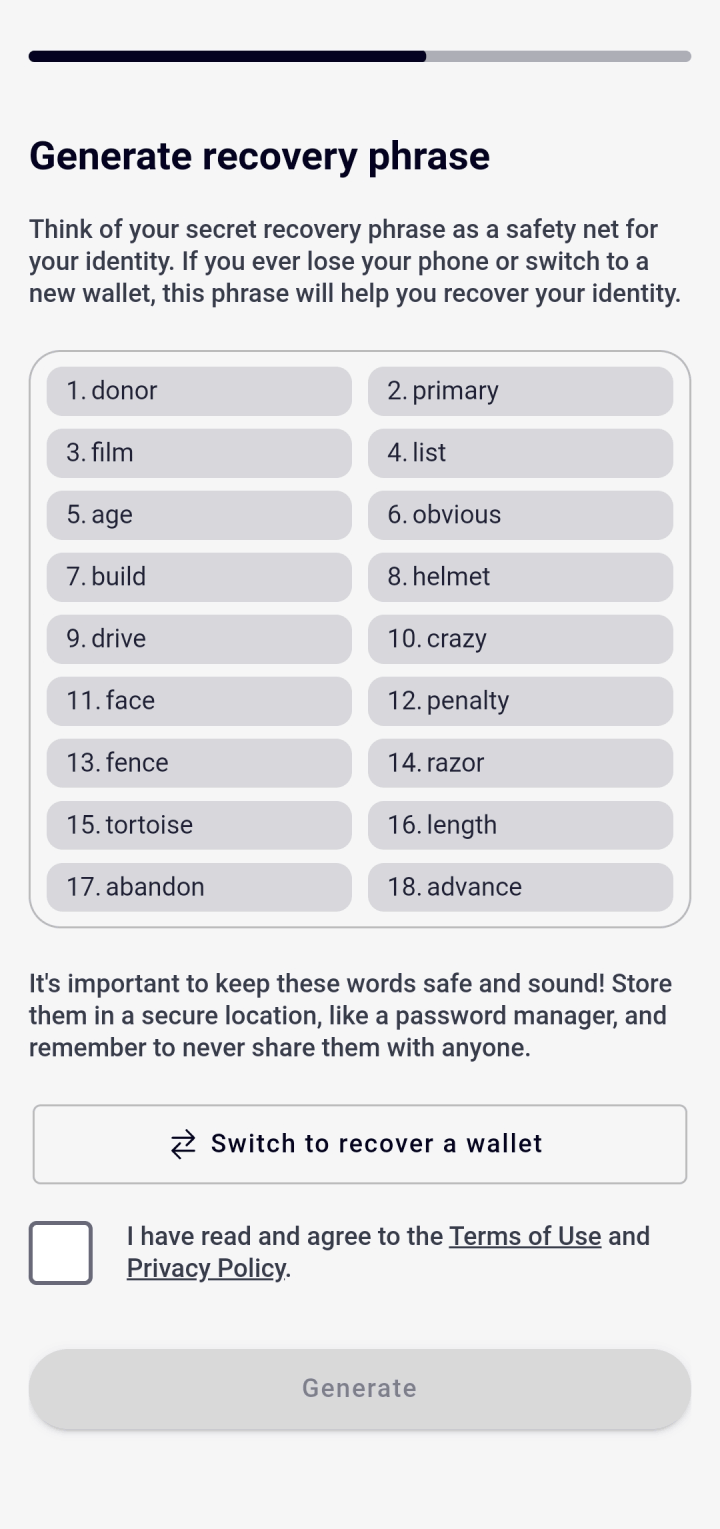 Generate recovery phrase
Think of your secret recovery phrase as a safety net for
your identity. If you ever lose your phone or switch to a
new wallet, this phrase will help you recover your identity.
1. donor
2. primary
3. film
4. list
5. age
6. obvious
7. build
8. helmet
9. drive
10. crazy
11. face
12. penalty
13. fence
14. razor
15. tortoise
16. length
17. abandon
18. advance
It's important to keep these words safe and sound! Store
them in a secure location, like a password manager, and
remember to never share them with anyone.
Switch to recover a wallet
I have read and agree to the Terms of Use and
Privacy Policy.
Generate